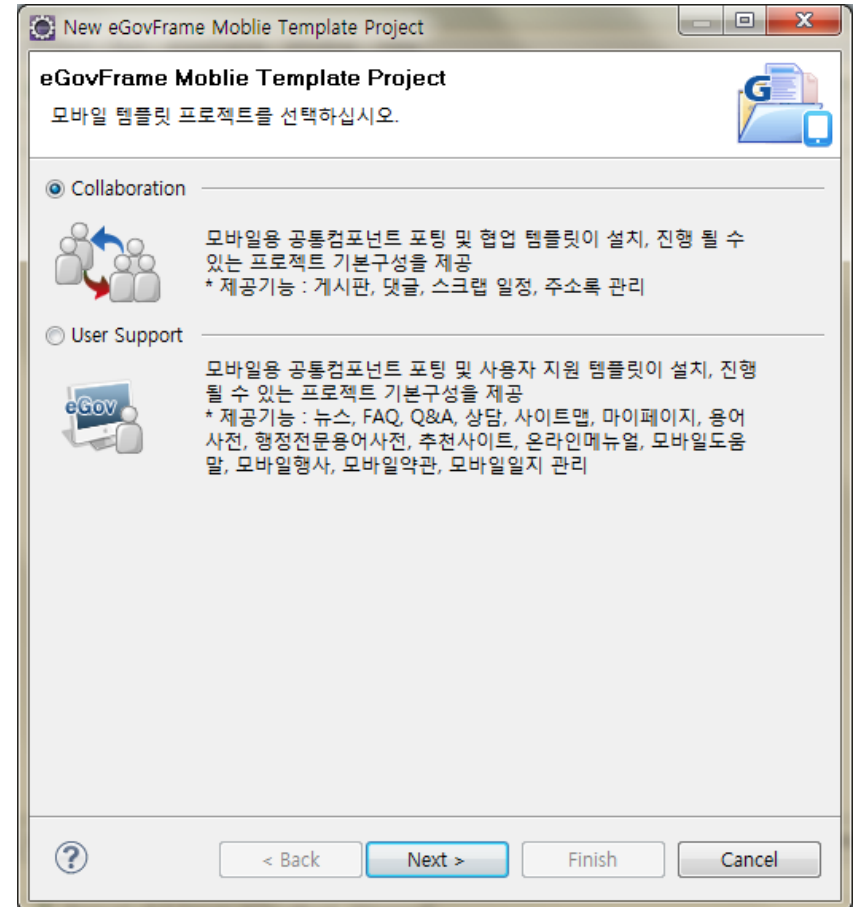 New eGovFrame Moblie Template Project
eGovFrame Moblie Template Project
모바일 템플릿 프로젝트를 선택하십시오.
G
Collaboration
모바일용 공통컴포넌트 포팅 및 협업 템플릿이 설치, 진행 될 수
있는 프로젝트 기본구성을 제공
* 제공기능 : 게시판, 댓글, 스크랩 일정, 주소록 관리
User Support
모바일용 공통컴포넌트 포팅 및 사용자 지원 템플릿이 설치, 진행
될 수 있는 프로젝트 기본구성을 제공
* 제공기능 : 뉴스, FAQ, Q&A, 상담, 사이트맵, 마이페이지, 용어
사전, 행정전문용어사전, 추천사이트, 온라인메뉴얼, 모바일도움
말, 모바일행사, 모바일약관, 모바일일지 관리
eGov
?
< Back
Next >
Finish
Cancel